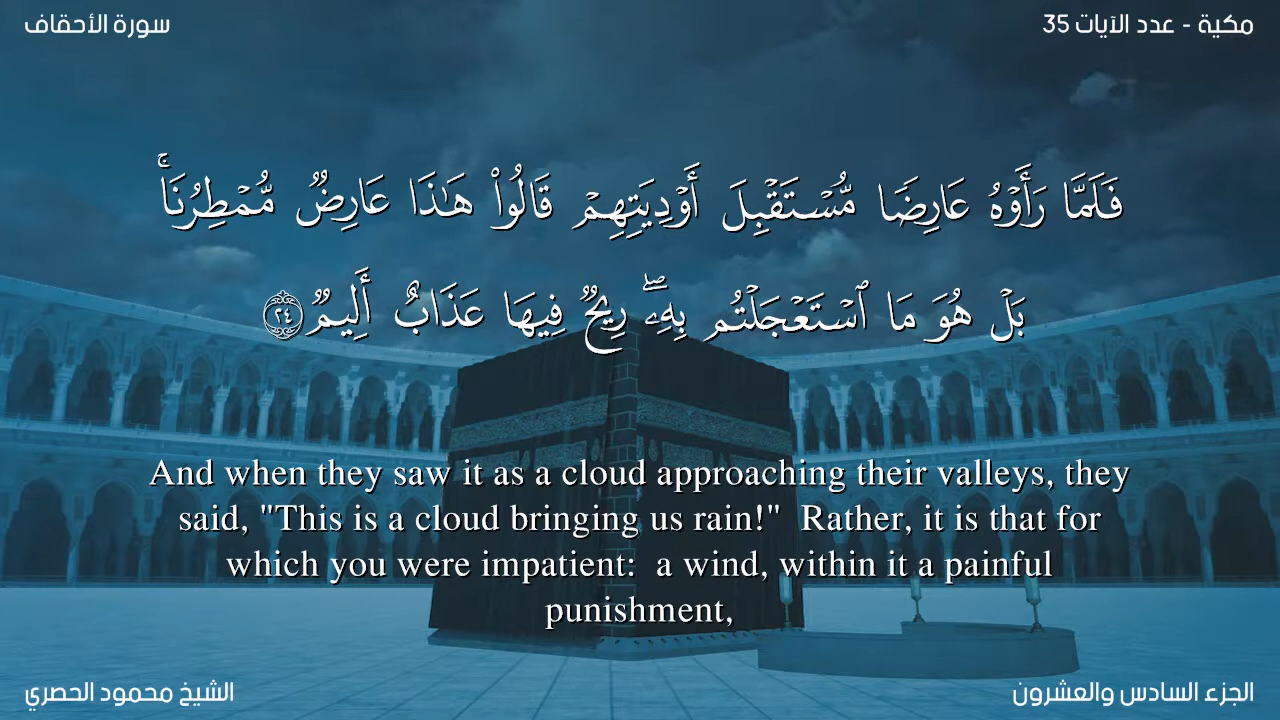 مكية - عدد الآيات 35
سورة الأحقاف
فَلَمَّا رَأَوْهُ عَارِضًا مُّسْتَقْبِلَ أَوْدِيَتِهِمْ قَالُوا۟ هَـٰذَا عَارِضٌ مُّمْطِرُنَا ۚ
بَلْ هُوَ مَا ٱسْتَعْجَلْتُم بِهِۦ ۖ رِيحٌ فِيهَا عَذَابٌ أَلِيمٌ ٢٤
And when they saw it as a cloud approaching their valleys, they
said, "This is a cloud bringing us rain!"  Rather, it is that for
which you were impatient:  a wind, within it a painful
punishment,
الجزء السادس والعشرون
الشيخ محمود الحصري